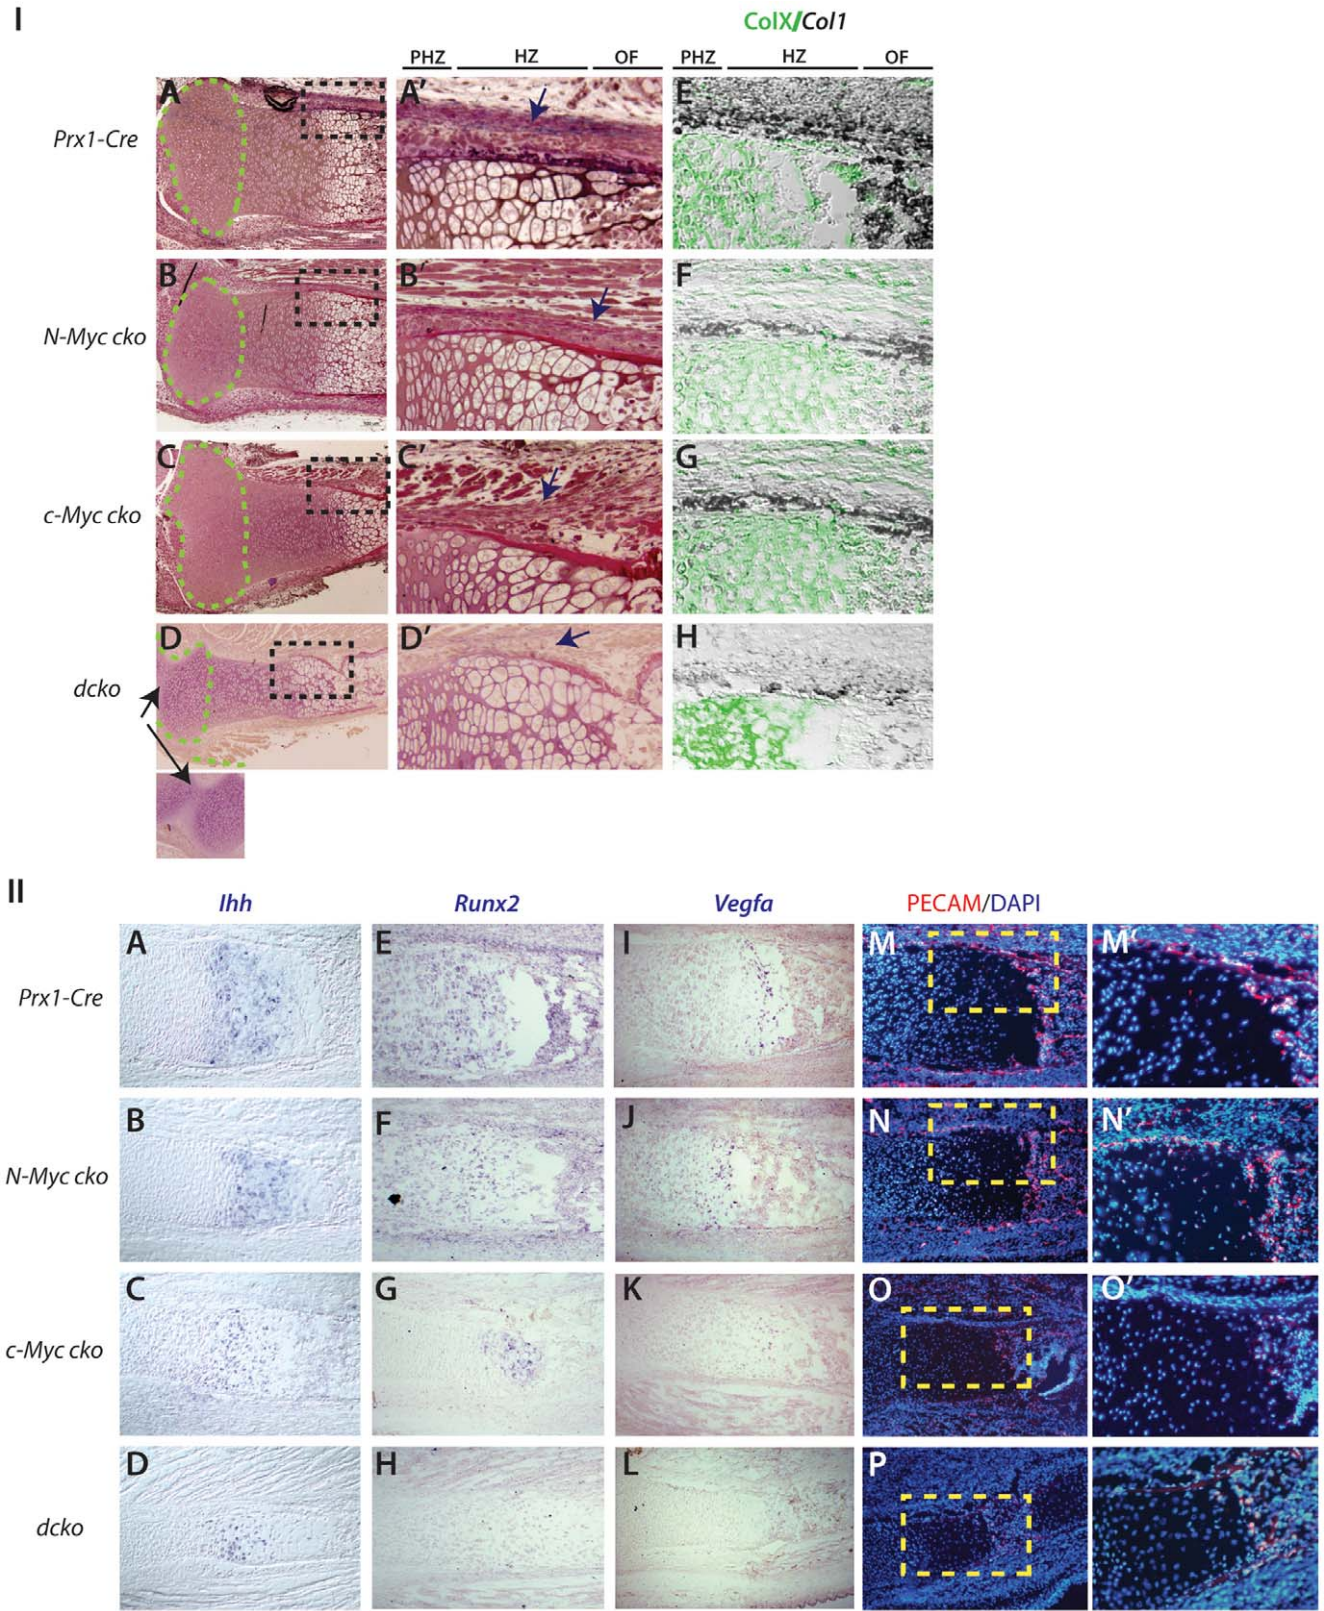 I
ColX/Col1
PHZ HZ OF PHZ HZ OF
Prx1-Cre A A' E
N-Myc cko B B' F
c-Myc cko C C' G
dcko D D' H
II
Ihh Runx2 Vegfa PECAM/DAPI
Prx1-Cre A E I M M'
N-Myc cko B F J N N'
c-Myc cko C G K O O'
dcko D H L P